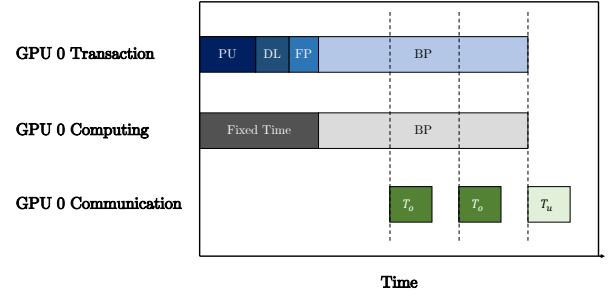 GPU 0 Transaction
PU DL FP BP
GPU 0 Computing
Fixed Time BP
GPU 0 Communication
T_o T_o T_u
Time